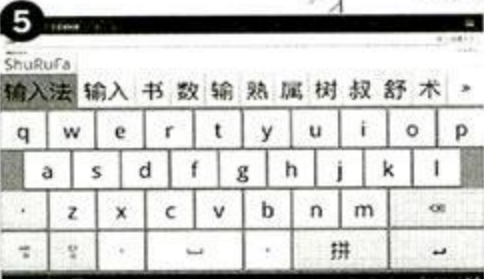 5
ShuRuFa
输入法 输入 书 数 输 熟 属 树 叔 舒 术 »
q w e r t y u i o p
a s d f g h j k l
z x c v b n m
拼